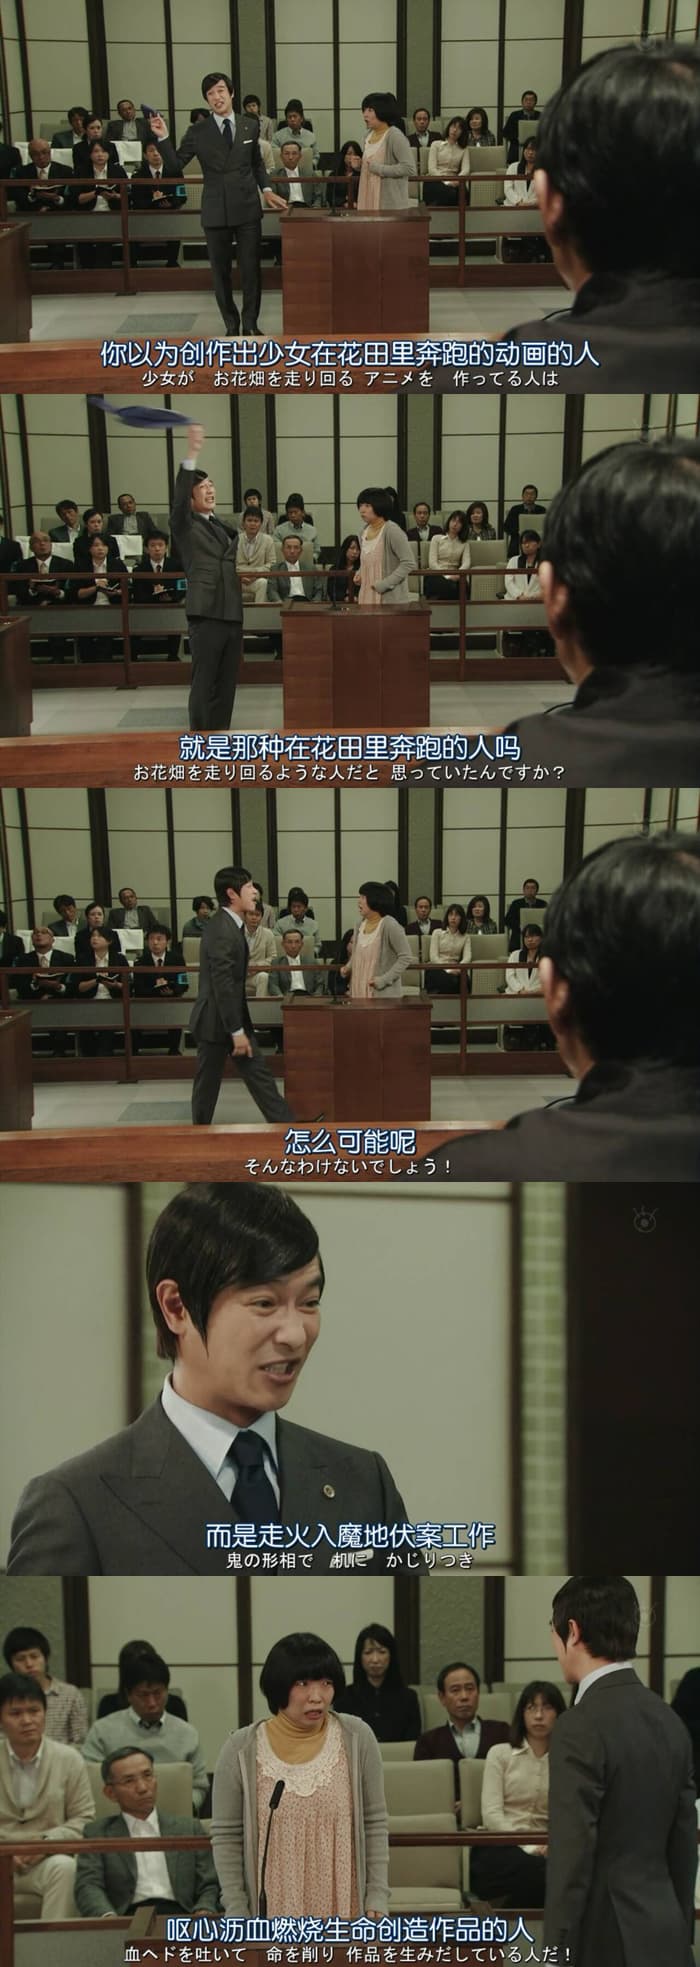 你以为创作出少女在花田里奔跑的动画的人
少女が　お花畑を走り回る アニメを　作ってる人は
就是那种在花田里奔跑的人吗
お花畑を走り回るような人だと 思っていたんですか？
怎么可能呢
そんなわけないでしょう！
而是走火入魔地伏案工作
鬼の形相で　机に　かじりつき
呕心沥血燃烧生命创造作品的人
血ヘドを吐いて　命を削り 作品を生みだしている人だ！